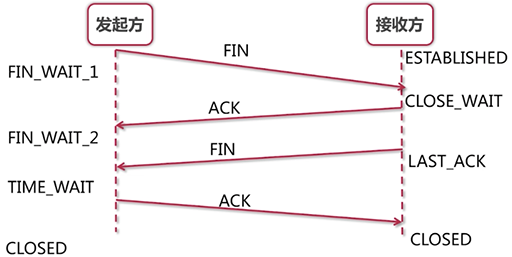 发起方
接收方
FIN
ESTABLISHED
FIN_WAIT_1
CLOSE_WAIT
ACK
FIN_WAIT_2
FIN
LAST_ACK
TIME_WAIT
ACK
CLOSED
CLOSED